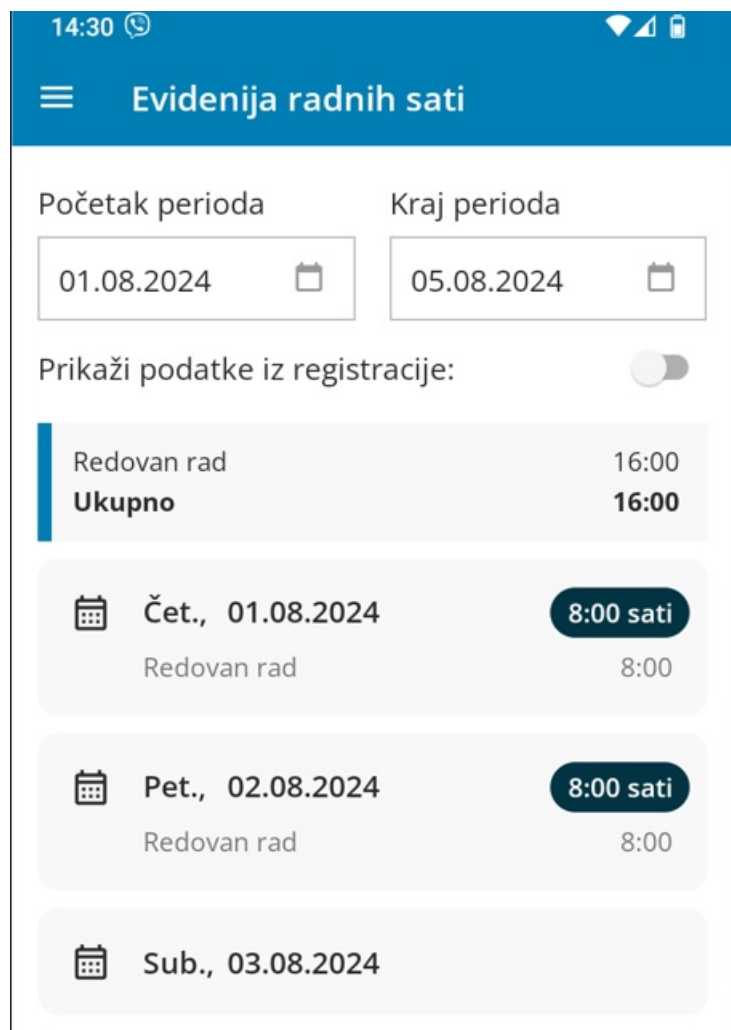 14:30
Evidenija radnih sati
Početak perioda Kraj perioda
01.08.2024 05.08.2024
Prikaži podatke iz registracije:
Redovan rad 16:00
Ukupno 16:00
Čet., 01.08.2024 8:00 sati
Redovan rad 8:00
Pet., 02.08.2024 8:00 sati
Redovan rad 8:00
Sub., 03.08.2024